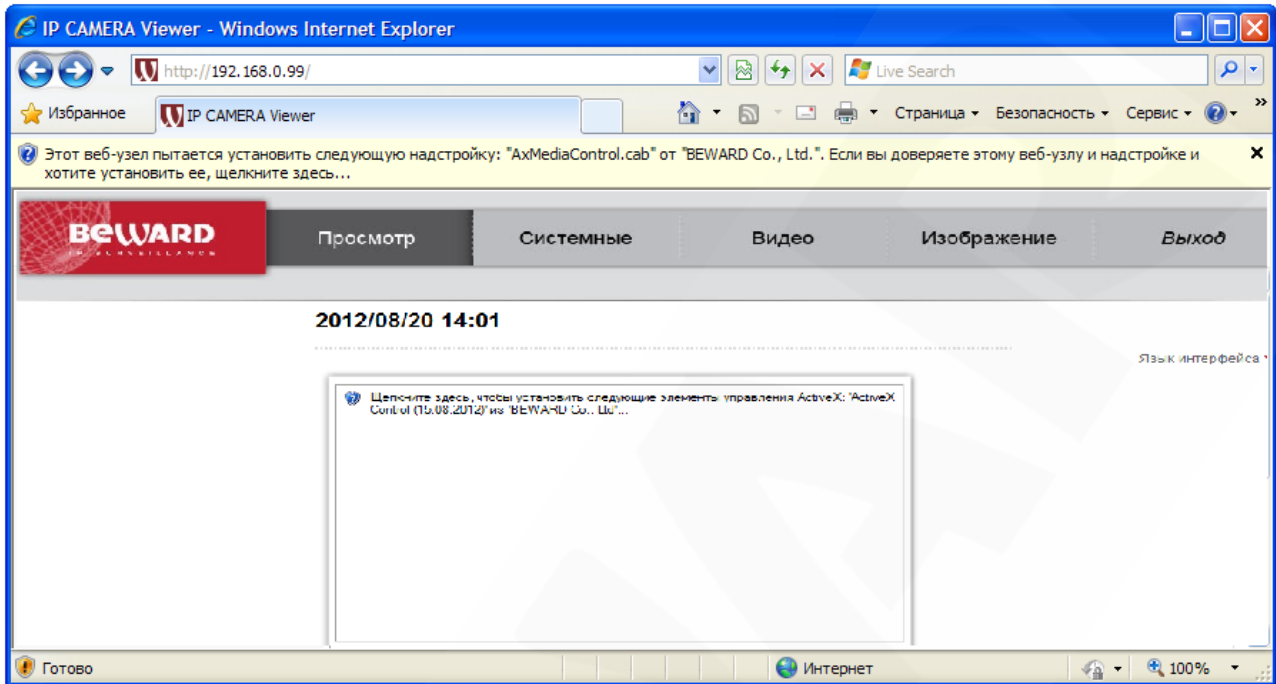 IP CAMERA Viewer - Windows Internet Explorer
http://192.168.0.99/
Live Search
Избранное
IP CAMERA Viewer
Страница
Безопасность
Сервис
Этот веб-узел пытается установить следующую надстройку: "AxMediaControl.cab" от "BEWARD Co., Ltd.". Если вы доверяете этому веб-узлу и надстройке и
хотите установить ее, щелкните здесь...
BEWARD
Просмотр
Системные
Видео
Изображение
Выход
2012/08/20 14:01
Язык интерфейса
Щелкните здесь, чтобы установить следующие элементы управления ActiveX: "ActiveX
Control (15.08.2012)" из "BEWARD Co., Ltd"...
Готово
Интернет
100%